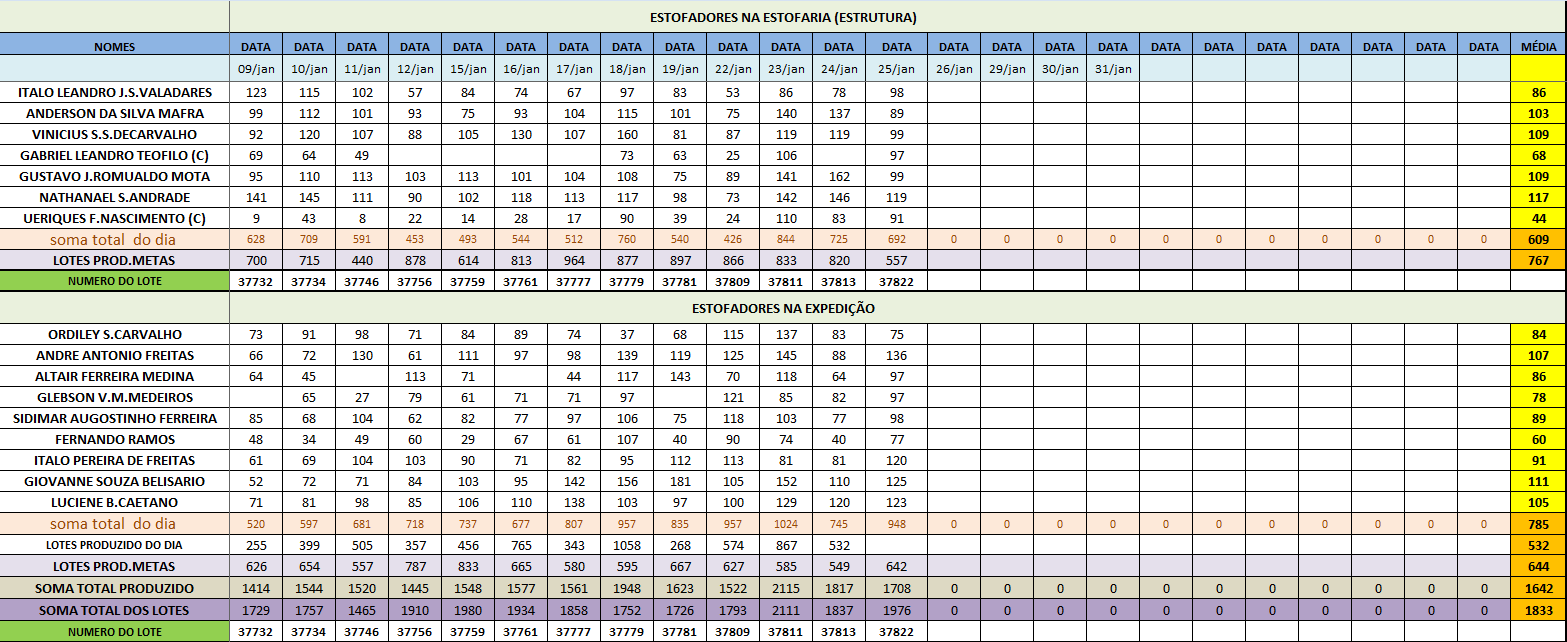 ESTOFADORES NA ESTOFARIA (ESTRUTURA)
NOMES DATA DATA DATA DATA DATA DATA DATA DATA DATA DATA DATA DATA DATA DATA DATA DATA DATA DATA DATA DATA DATA DATA DATA DATA MÉDIA
09/jan 10/jan 11/jan 12/jan 15/jan 16/jan 17/jan 18/jan 19/jan 22/jan 23/jan 24/jan 25/jan 26/jan 29/jan 30/jan 31/jan
ITALO LEANDRO J.S.VALADARES 123 115 102 57 84 74 67 97 83 53 86 78 98 86
ANDERSON DA SILVA MAFRA 99 112 101 93 75 93 104 115 101 75 140 137 89 103
VINICIUS S.S.DECARVALHO 92 120 107 88 105 130 107 160 81 87 119 119 99 109
GABRIEL LEANDRO TEOFILO (C) 69 64 49 73 63 25 106 97 68
GUSTAVO J.ROMUALDO MOTA 95 110 113 103 113 101 104 108 75 89 141 162 99 109
NATHANAEL S.ANDRADE 141 145 111 90 102 118 113 117 98 73 142 146 119 117
UERIQUES F.NASCIMENTO (C) 9 43 8 22 14 28 17 90 39 24 110 83 91 44
soma total do dia 628 709 591 453 493 544 512 760 540 426 844 725 692 0 0 0 0 0 0 0 0 0 0 0 609
LOTES PROD.METAS 700 715 440 878 614 813 964 877 897 866 833 820 557 767
NUMERO DO LOTE 37732 37734 37746 37756 37759 37761 37777 37779 37781 37809 37811 37813 37822
ESTOFADORES NA EXPEDIÇÃO
ORDILEY S.CARVALHO 73 91 98 71 84 89 74 37 68 115 137 83 75 84
ANDRE ANTONIO FREITAS 66 72 130 61 111 97 98 139 119 125 145 88 136 107
ALTAIR FERREIRA MEDINA 64 45 113 71 44 117 143 70 118 64 97 86
GLEBSON V.M.MEDEIROS 65 27 79 61 71 71 97 121 85 82 97 78
SIDIMAR AUGOSTINHO FERREIRA 85 68 104 62 82 77 97 106 75 118 103 77 98 89
FERNANDO RAMOS 48 34 49 60 29 67 61 107 40 90 74 40 77 60
ITALO PEREIRA DE FREITAS 61 69 104 103 90 71 82 95 112 113 81 81 120 91
GIOVANNE SOUZA BELISARIO 52 72 71 84 103 95 142 156 181 105 152 110 125 111
LUCIENE B.CAETANO 71 81 98 85 106 110 138 103 97 100 129 120 123 105
soma total do dia 520 597 681 718 737 677 807 957 835 957 1024 745 948 0 0 0 0 0 0 0 0 0 0 0 785
LOTES PRODUZIDO DO DIA 255 399 505 357 456 765 343 1058 268 574 867 532 532
LOTES PROD.METAS 626 654 557 787 833 665 580 595 667 627 585 549 642 644
SOMA TOTAL PRODUZIDO 1414 1544 1520 1445 1548 1577 1561 1948 1623 1522 2115 1817 1708 0 0 0 0 0 0 0 0 0 0 0 1642
SOMA TOTAL DOS LOTES 1729 1757 1465 1910 1980 1934 1858 1752 1726 1793 2111 1837 1976 0 0 0 0 0 0 0 0 0 0 0 1833
NUMERO DO LOTE 37732 37734 37746 37756 37759 37761 37777 37779 37781 37809 37811 37813 37822